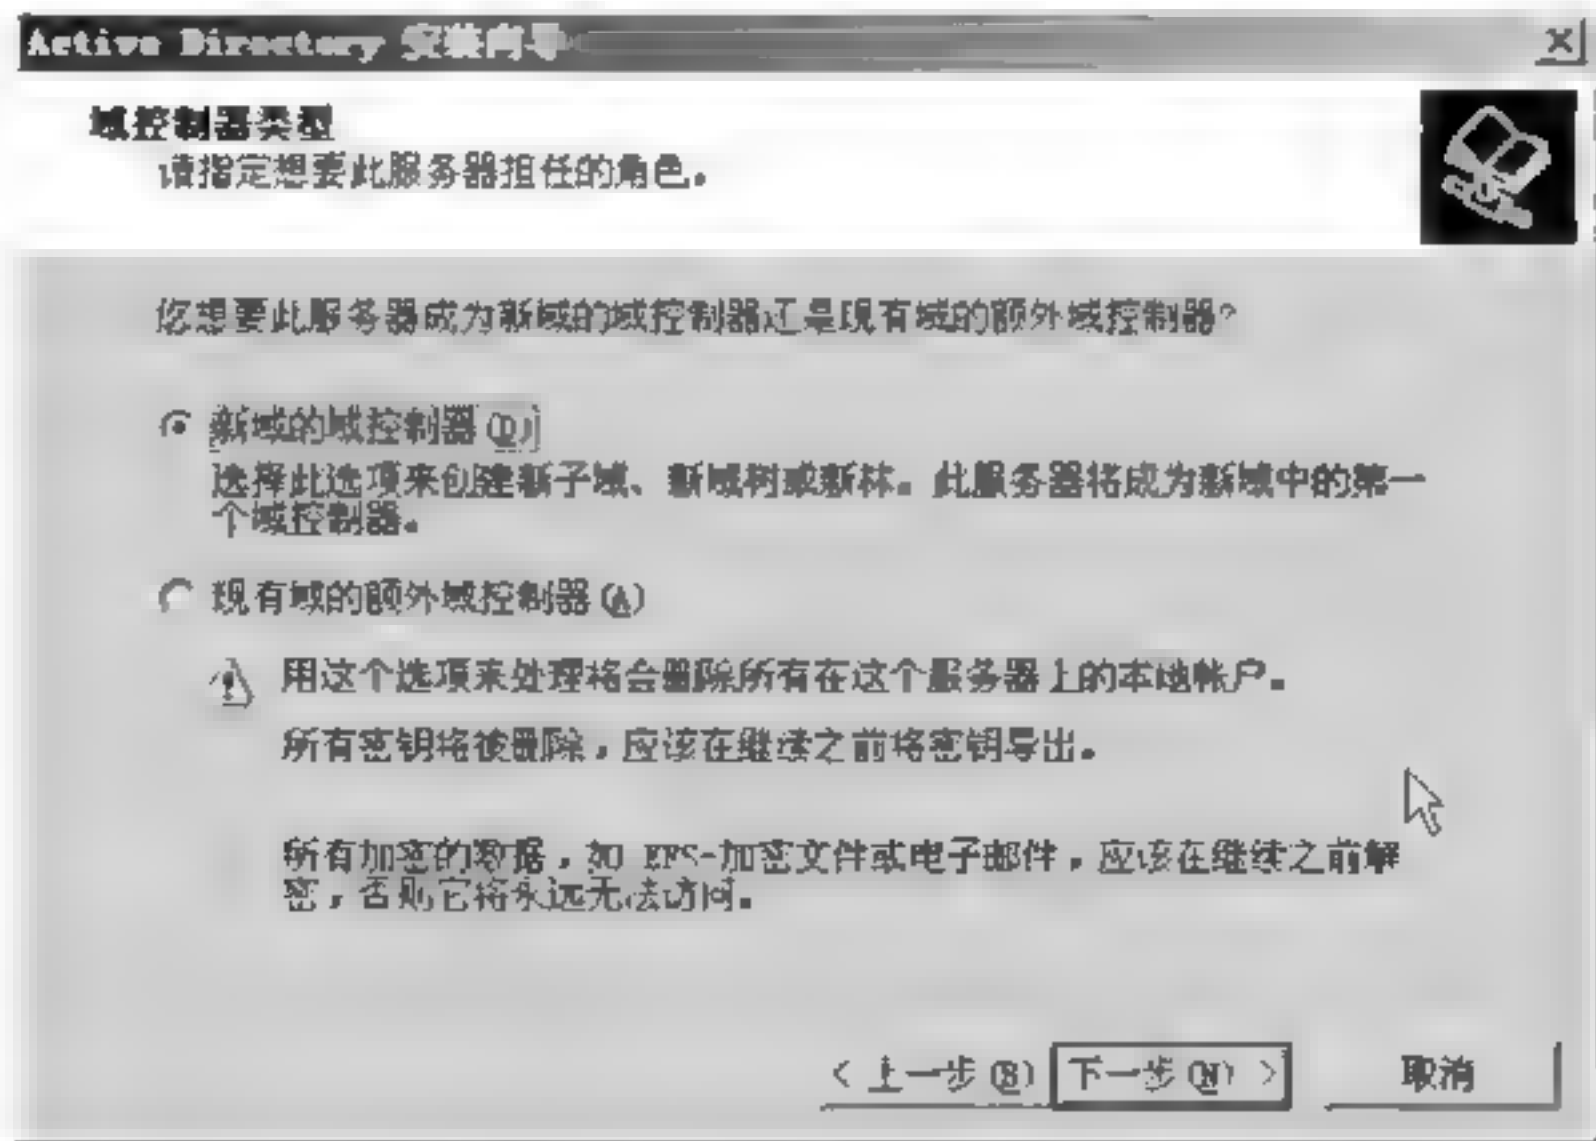 Active Directory 安装向导
域控制器类型
请指定想要此服务器担任的角色。
您想要此服务器成为新域的域控制器还是现有域的额外域控制器?
新域的域控制器(D)
选择此选项来创建新子域、新域树或新林。此服务器将成为新域中的第一
个域控制器。
现有域的额外域控制器(A)
用这个选项来处理将会删除所有在这个服务器上的本地帐户。
所有密钥将被删除，应该在继续之前将密钥导出。
所有加密的数据，如 EFS-加密文件或电子邮件，应该在继续之前解
密，否则它将永远无法访问。
< 上一步(B) 下一步(N) > 取消